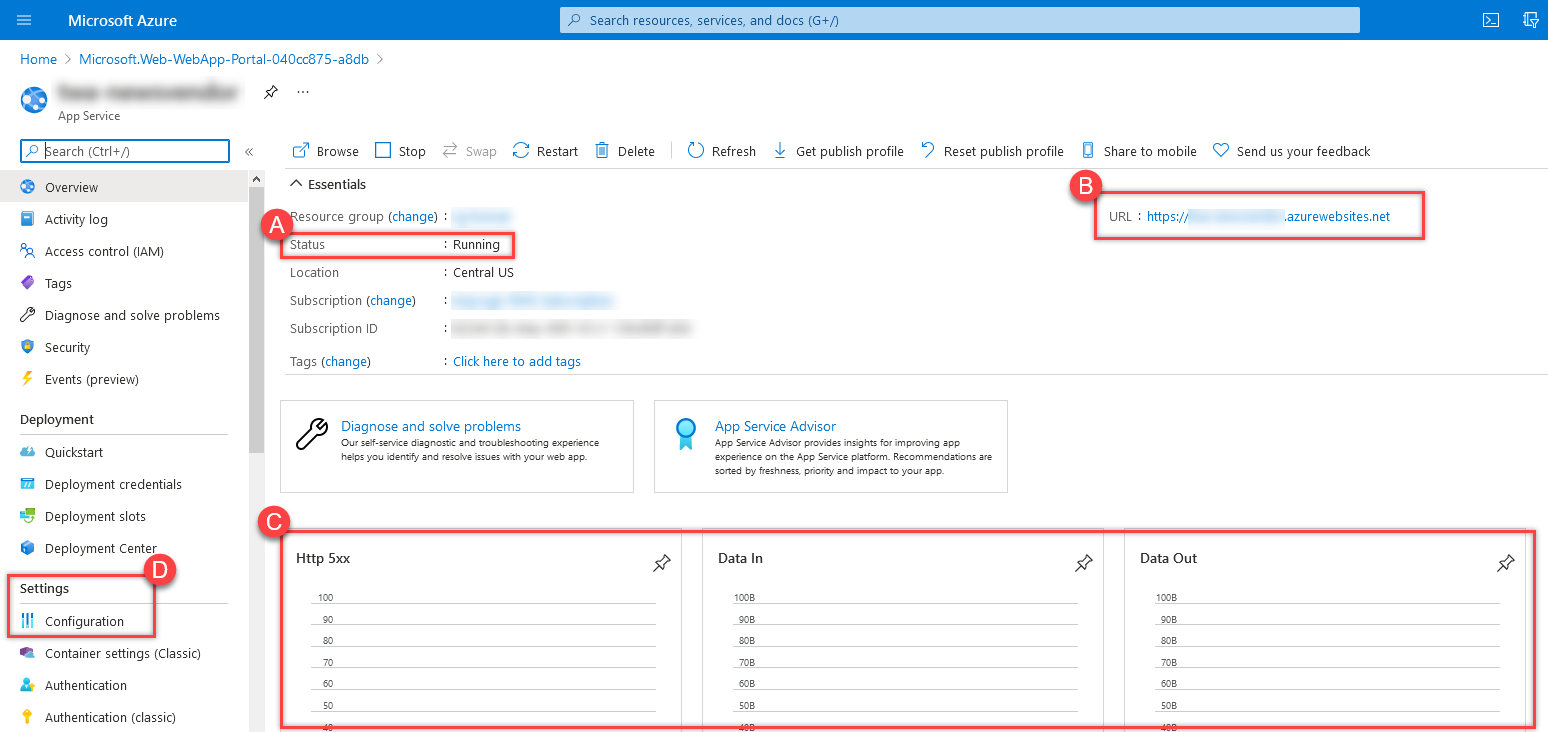 Microsoft Azure
Search resources, services, and docs (G+/)
Home > Microsoft.Web-WebApp-Portal-040cc875-a8db >
...
App Service
Search (Ctrl+/)
«
Overview
Activity log
Access control (IAM)
Tags
Diagnose and solve problems
Security
Events (preview)
Deployment
Quickstart
Deployment credentials
Deployment slots
Deployment Center
D
Settings
Configuration
Container settings (Classic)
Authentication
Authentication (classic)
Browse Stop Swap Restart Delete Refresh Get publish profile Reset publish profile Share to mobile Send us your feedback
Essentials
Resource group (change) :
A
Status : Running
Location : Central US
Subscription (change) :
Subscription ID :
Tags (change) : Click here to add tags
B
URL : https:// .azurewebsites.net
Diagnose and solve problems
Our self-service diagnostic and troubleshooting experience
helps you identify and resolve issues with your web app.
App Service Advisor
App Service Advisor provides insights for improving app
experience on the App Service platform. Recommendations are
sorted by freshness, priority and impact to your app.
C
Http 5xx
100
90
80
70
60
50
40
Data In
100B
90B
80B
70B
60B
50B
40B
Data Out
100B
90B
80B
70B
60B
50B
40B